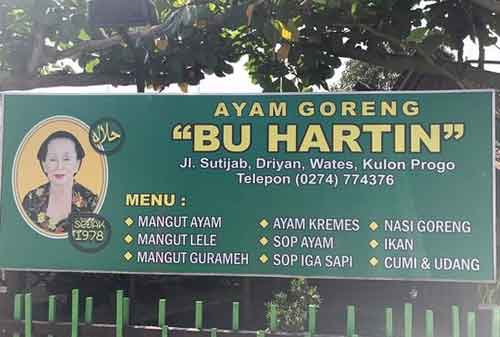 AYAM GORENG
"BU HARTIN"
Jl. Sutijab, Driyan, Wates, Kulon Progo
Telepon (0274) 774376
حلال
SEJAK
1978
MENU :
MANGUT AYAM
MANGUT LELE
MANGUT GURAMEH
AYAM KREMES
SOP AYAM
SOP IGA SAPI
NASI GORENG
IKAN
CUMI & UDANG